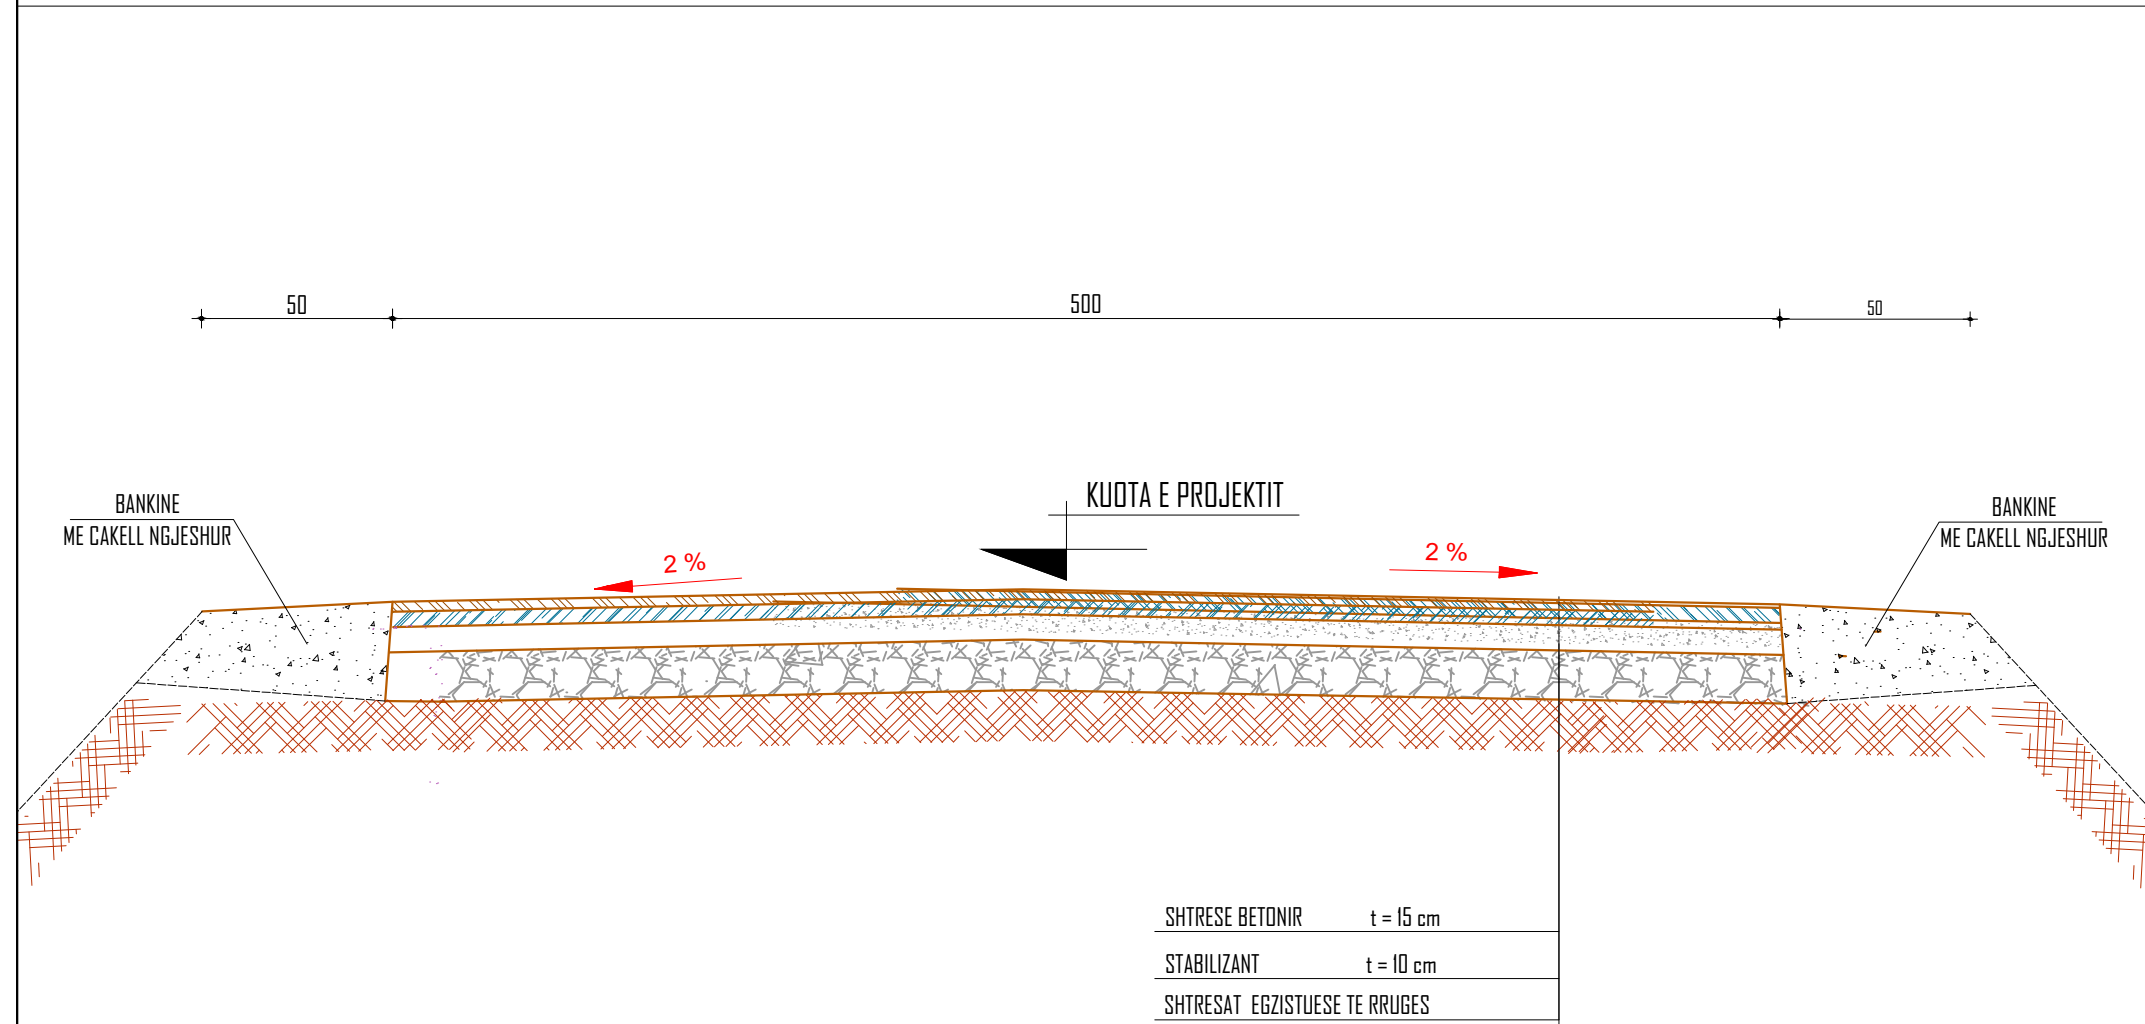 50 500 50
KUOTA E PROJEKTIT
BANKINE
ME CAKELL NGJESHUR
BANKINE
ME CAKELL NGJESHUR
2 %
2 %
SHTRESE BETONIR t = 15 cm
STABILIZANT t = 10 cm
SHTRESAT EGZISTUESE TE RRUGES